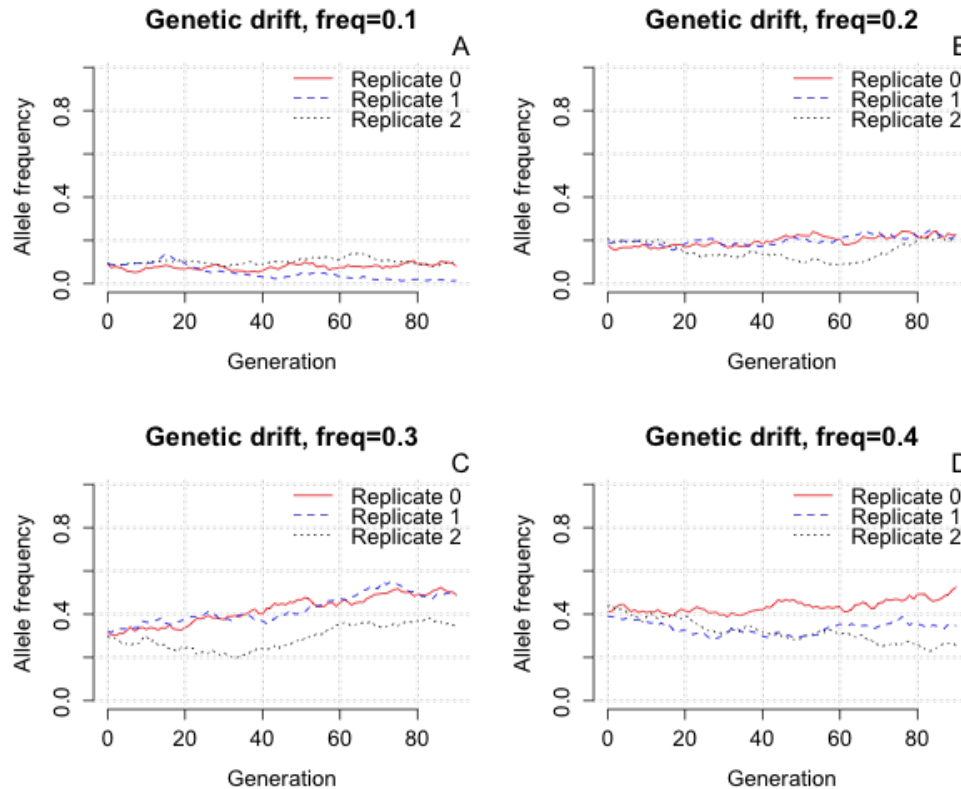 Genetic drift, freq=0.1
A
Replicate 0
Replicate 1
Replicate 2
Allele frequency
0.0
0.4
0.8
0
20
40
60
80
Generation
Genetic drift, freq=0.2
B
Replicate 0
Replicate 1
Replicate 2
Allele frequency
0.0
0.4
0.8
0
20
40
60
80
Generation
Genetic drift, freq=0.3
C
Replicate 0
Replicate 1
Replicate 2
Allele frequency
0.0
0.4
0.8
0
20
40
60
80
Generation
Genetic drift, freq=0.4
D
Replicate 0
Replicate 1
Replicate 2
Allele frequency
0.0
0.4
0.8
0
20
40
60
80
Generation